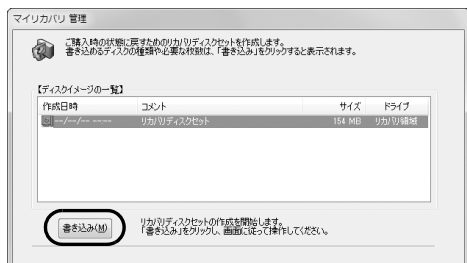 マイリカバリ 管理
ご購入時の状態に戻すためのリカバリディスクセットを作成します。
書き込めるディスクの種類や必要な枚数は、「書き込み」をクリックすると表示されます。
【ディスクイメージの一覧】
作成日時 コメント サイズ ドライブ
--/--/-- --:-- リカバリディスクセット 154 MB リカバリ領域
書き込み(M)
リカバリディスクセットの作成を開始します。
「書き込み」をクリックし、画面に従って操作してください。